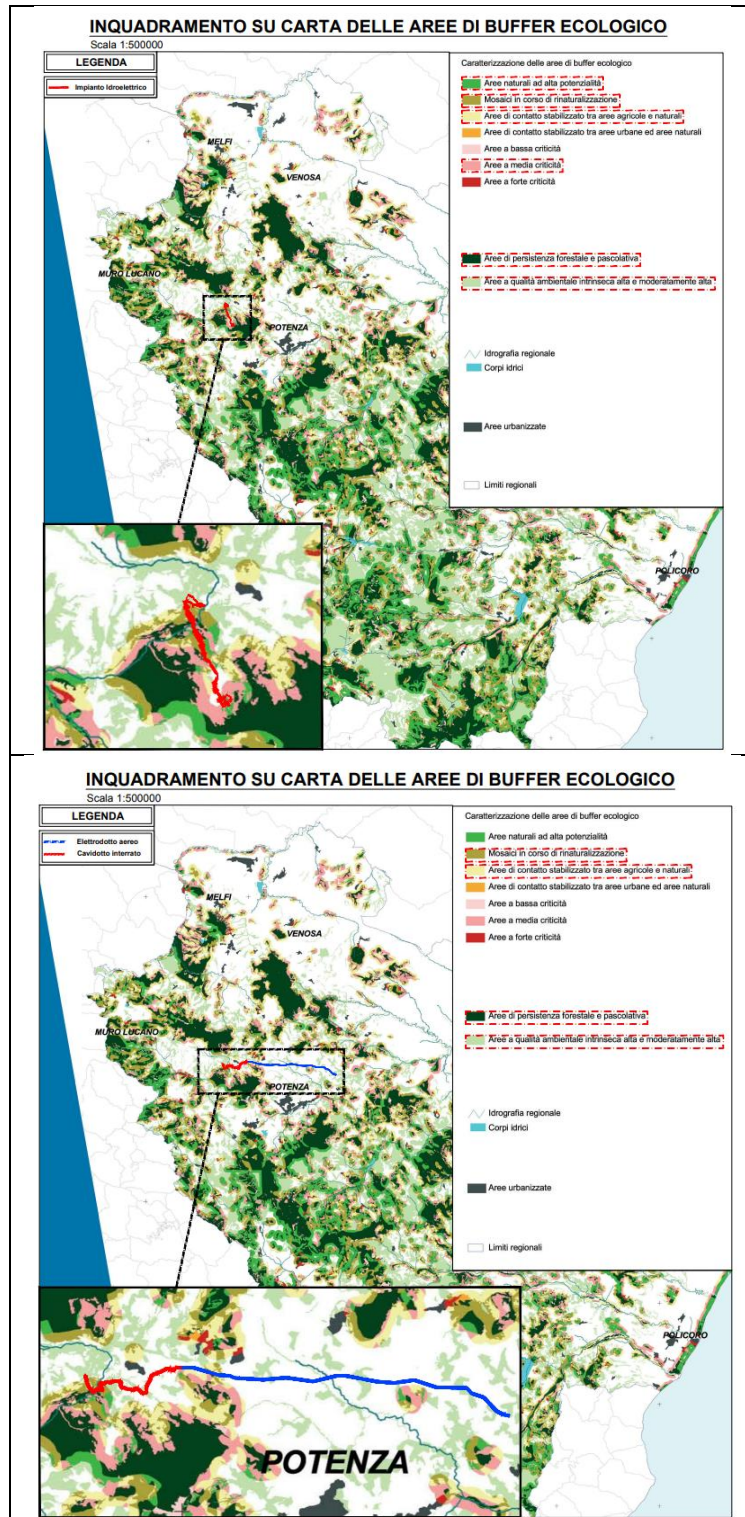 INQUADRAMENTO SU CARTA DELLE AREE DI BUFFER ECOLOGICO
Scala 1:500000
LEGENDA
Impianto Idroelettrico
Caratterizzazione delle aree di buffer ecologico
Aree naturali ad alta potenzialità
Mosaici in corso di rinaturalizzazione
Aree di contatto stabilizzato tra aree agricole e naturali
Aree di contatto stabilizzato tra aree urbane ed aree naturali
Aree a bassa criticità
Aree a media criticità
Aree a forte criticità
Aree di persistenza forestale e pascolativa
Aree a qualità ambientale intrinseca alta e moderatamente alta
Idrografia regionale
Corpi idrici
Aree urbanizzate
Limiti regionali
MELFI
VENOSA
MURO LUCANO
POTENZA
POLICORO
INQUADRAMENTO SU CARTA DELLE AREE DI BUFFER ECOLOGICO
Scala 1:500000
LEGENDA
Elettrodotto aereo
Cavidotto interrato
Caratterizzazione delle aree di buffer ecologico
Aree naturali ad alta potenzialità
Mosaici in corso di rinaturalizzazione
Aree di contatto stabilizzato tra aree agricole e naturali
Aree di contatto stabilizzato tra aree urbane ed aree naturali
Aree a bassa criticità
Aree a media criticità
Aree a forte criticità
Aree di persistenza forestale e pascolativa
Aree a qualità ambientale intrinseca alta e moderatamente alta
Idrografia regionale
Corpi idrici
Aree urbanizzate
Limiti regionali
MELFI
VENOSA
MURO LUCANO
POTENZA
POLICORO
POTENZA